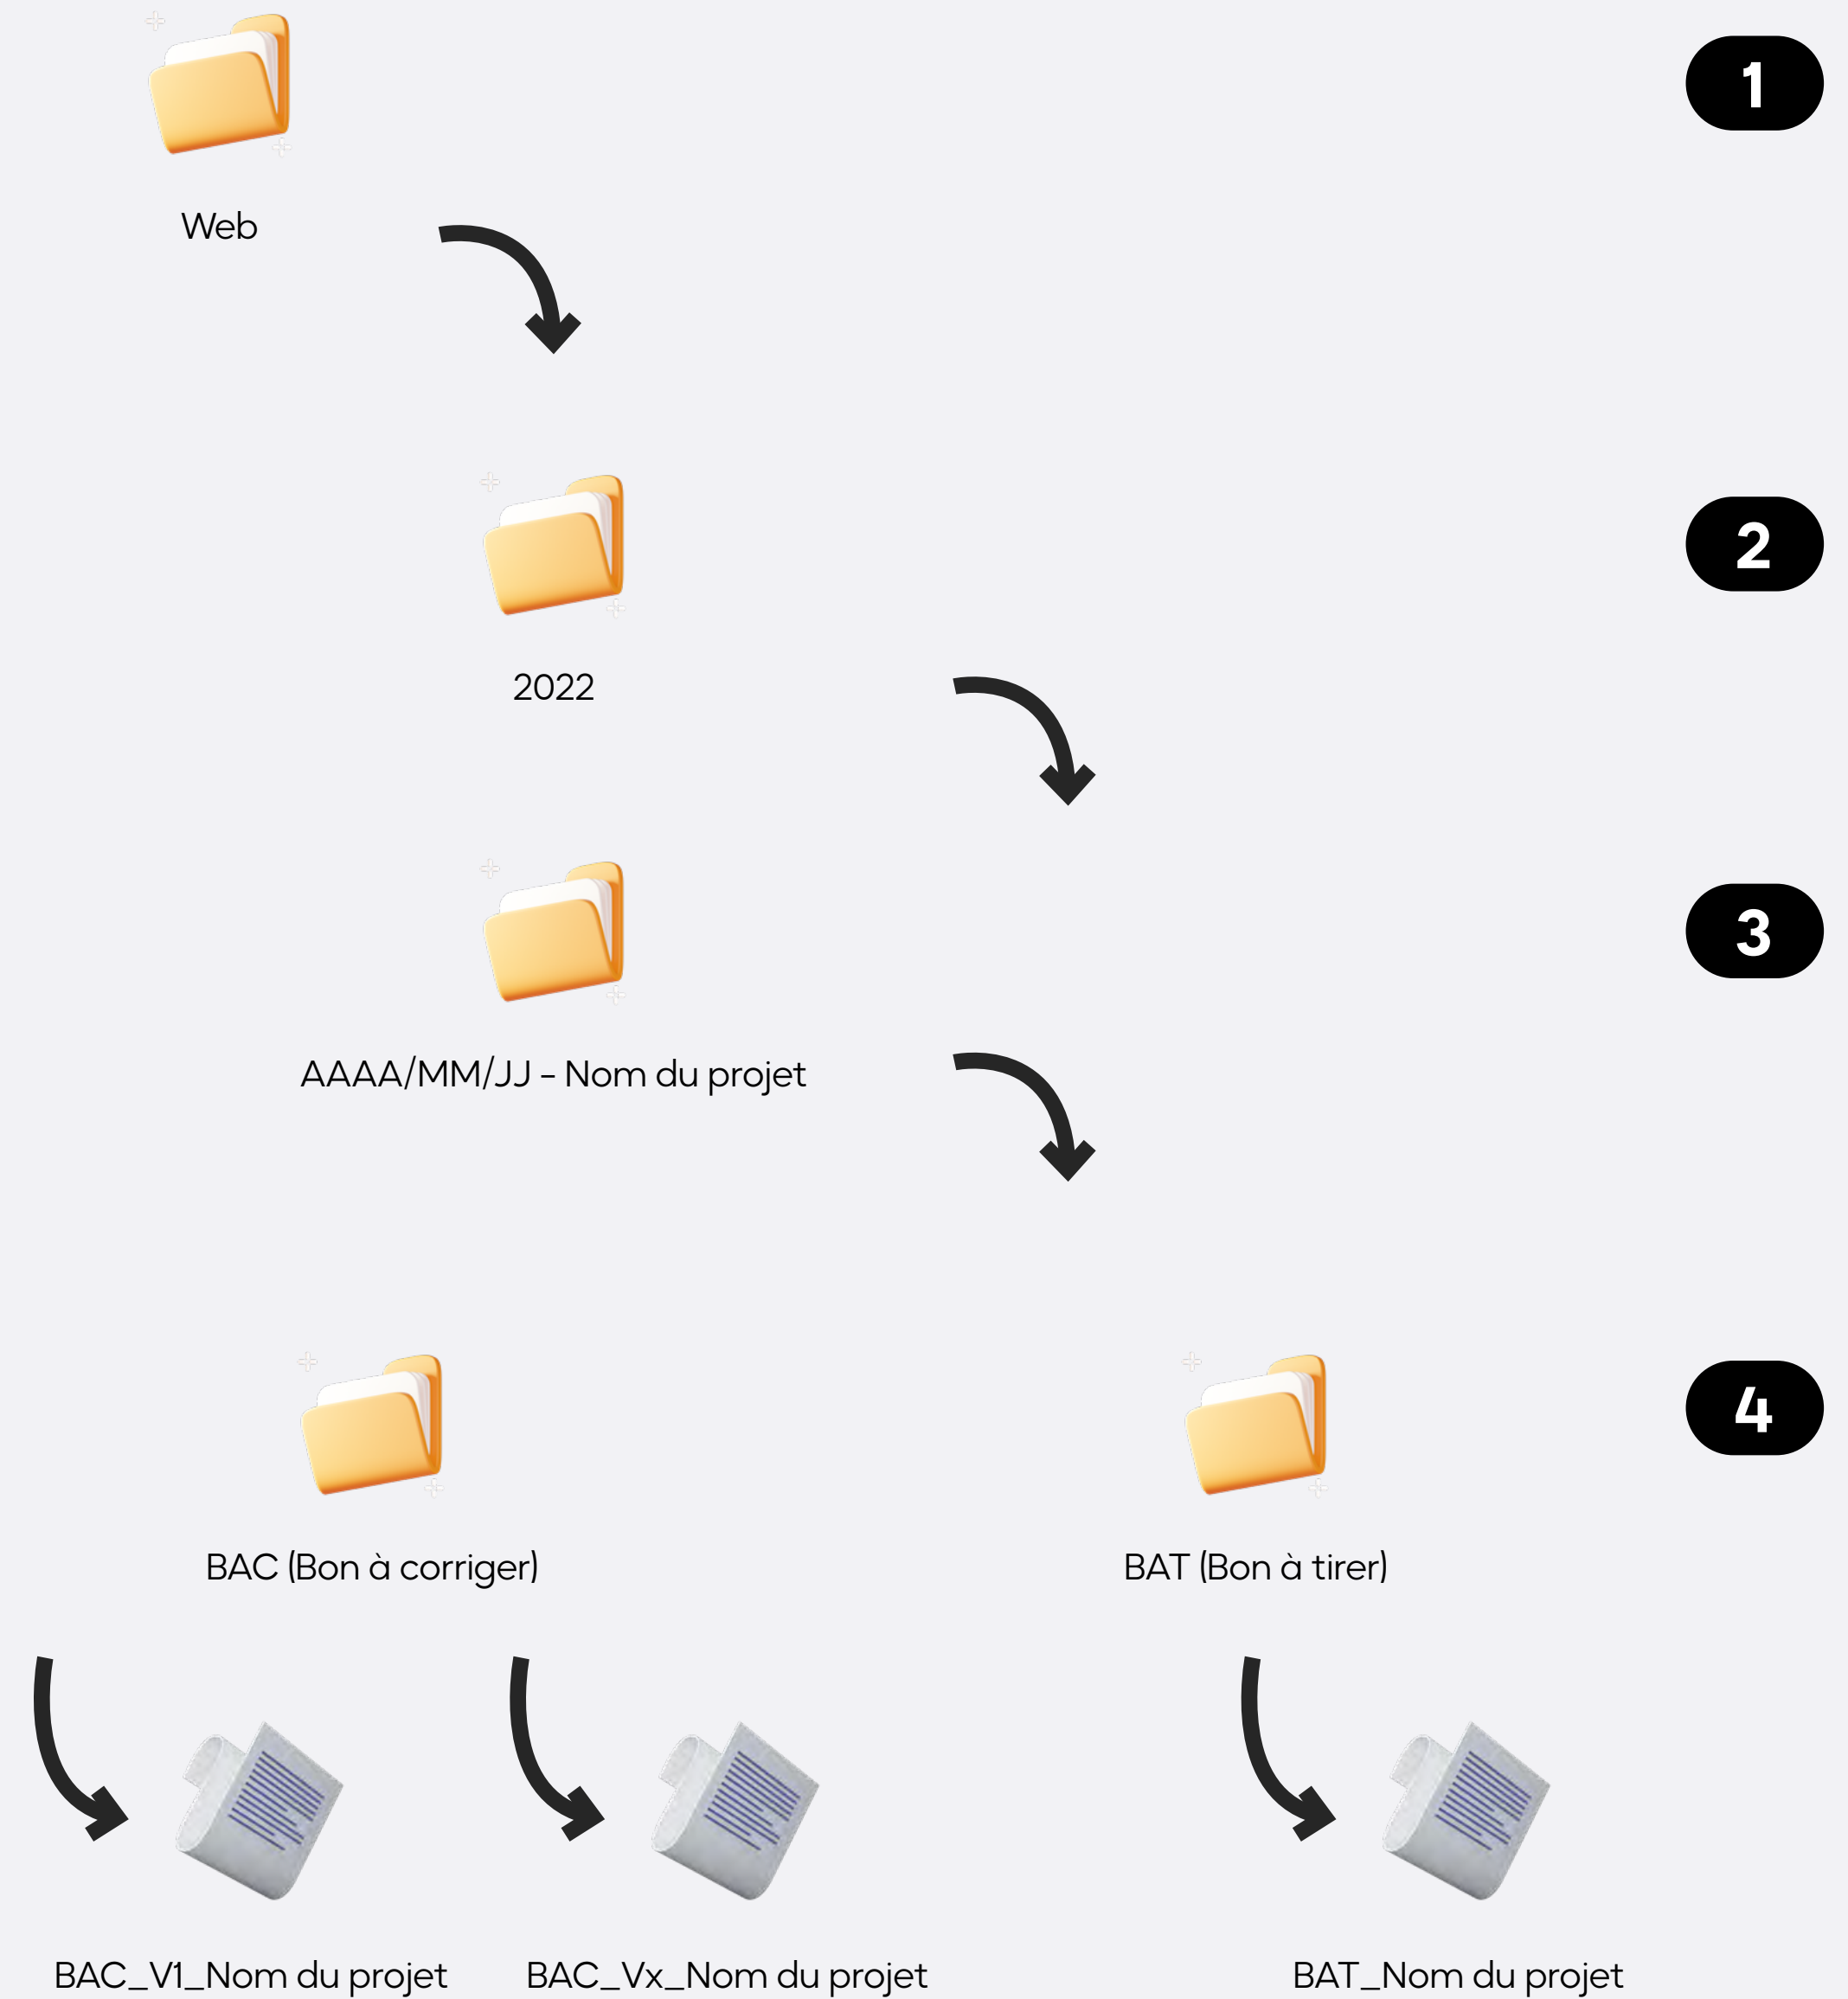 1
Web
2
2022
3
AAAA/MM/JJ - Nom du projet
4
BAC (Bon à corriger)
BAT (Bon à tirer)
BAC_V1_Nom du projet
BAC_Vx_Nom du projet
BAT_Nom du projet